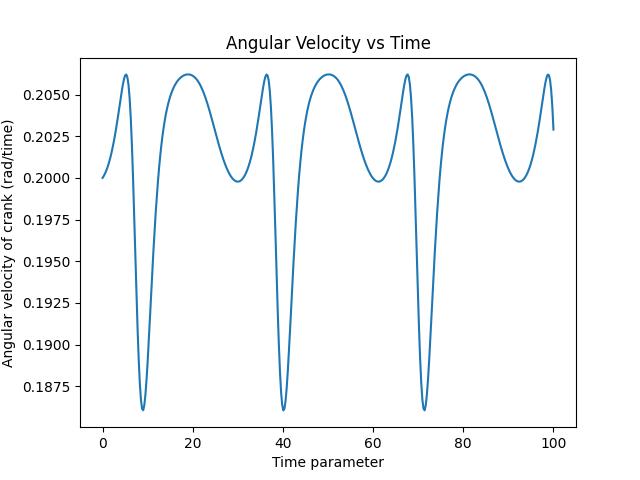 Angular Velocity vs Time
Angular velocity of crank (rad/time)
0.2050
0.2025
0.2000
0.1975
0.1950
0.1925
0.1900
0.1875
0 20 40 60 80 100
Time parameter